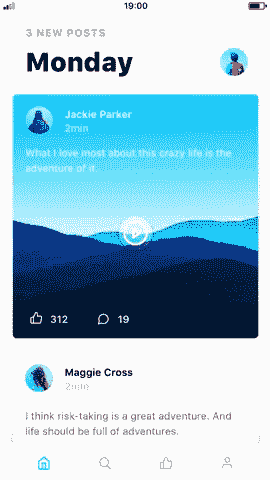 19:00
3 NEW POSTS
Monday
Jackie Parker
2min
What I love most about this crazy life is the
adventure of it
312
19
Maggie Cross
2min
I think risk-taking is a great adventure. And
life should be full of adventures.